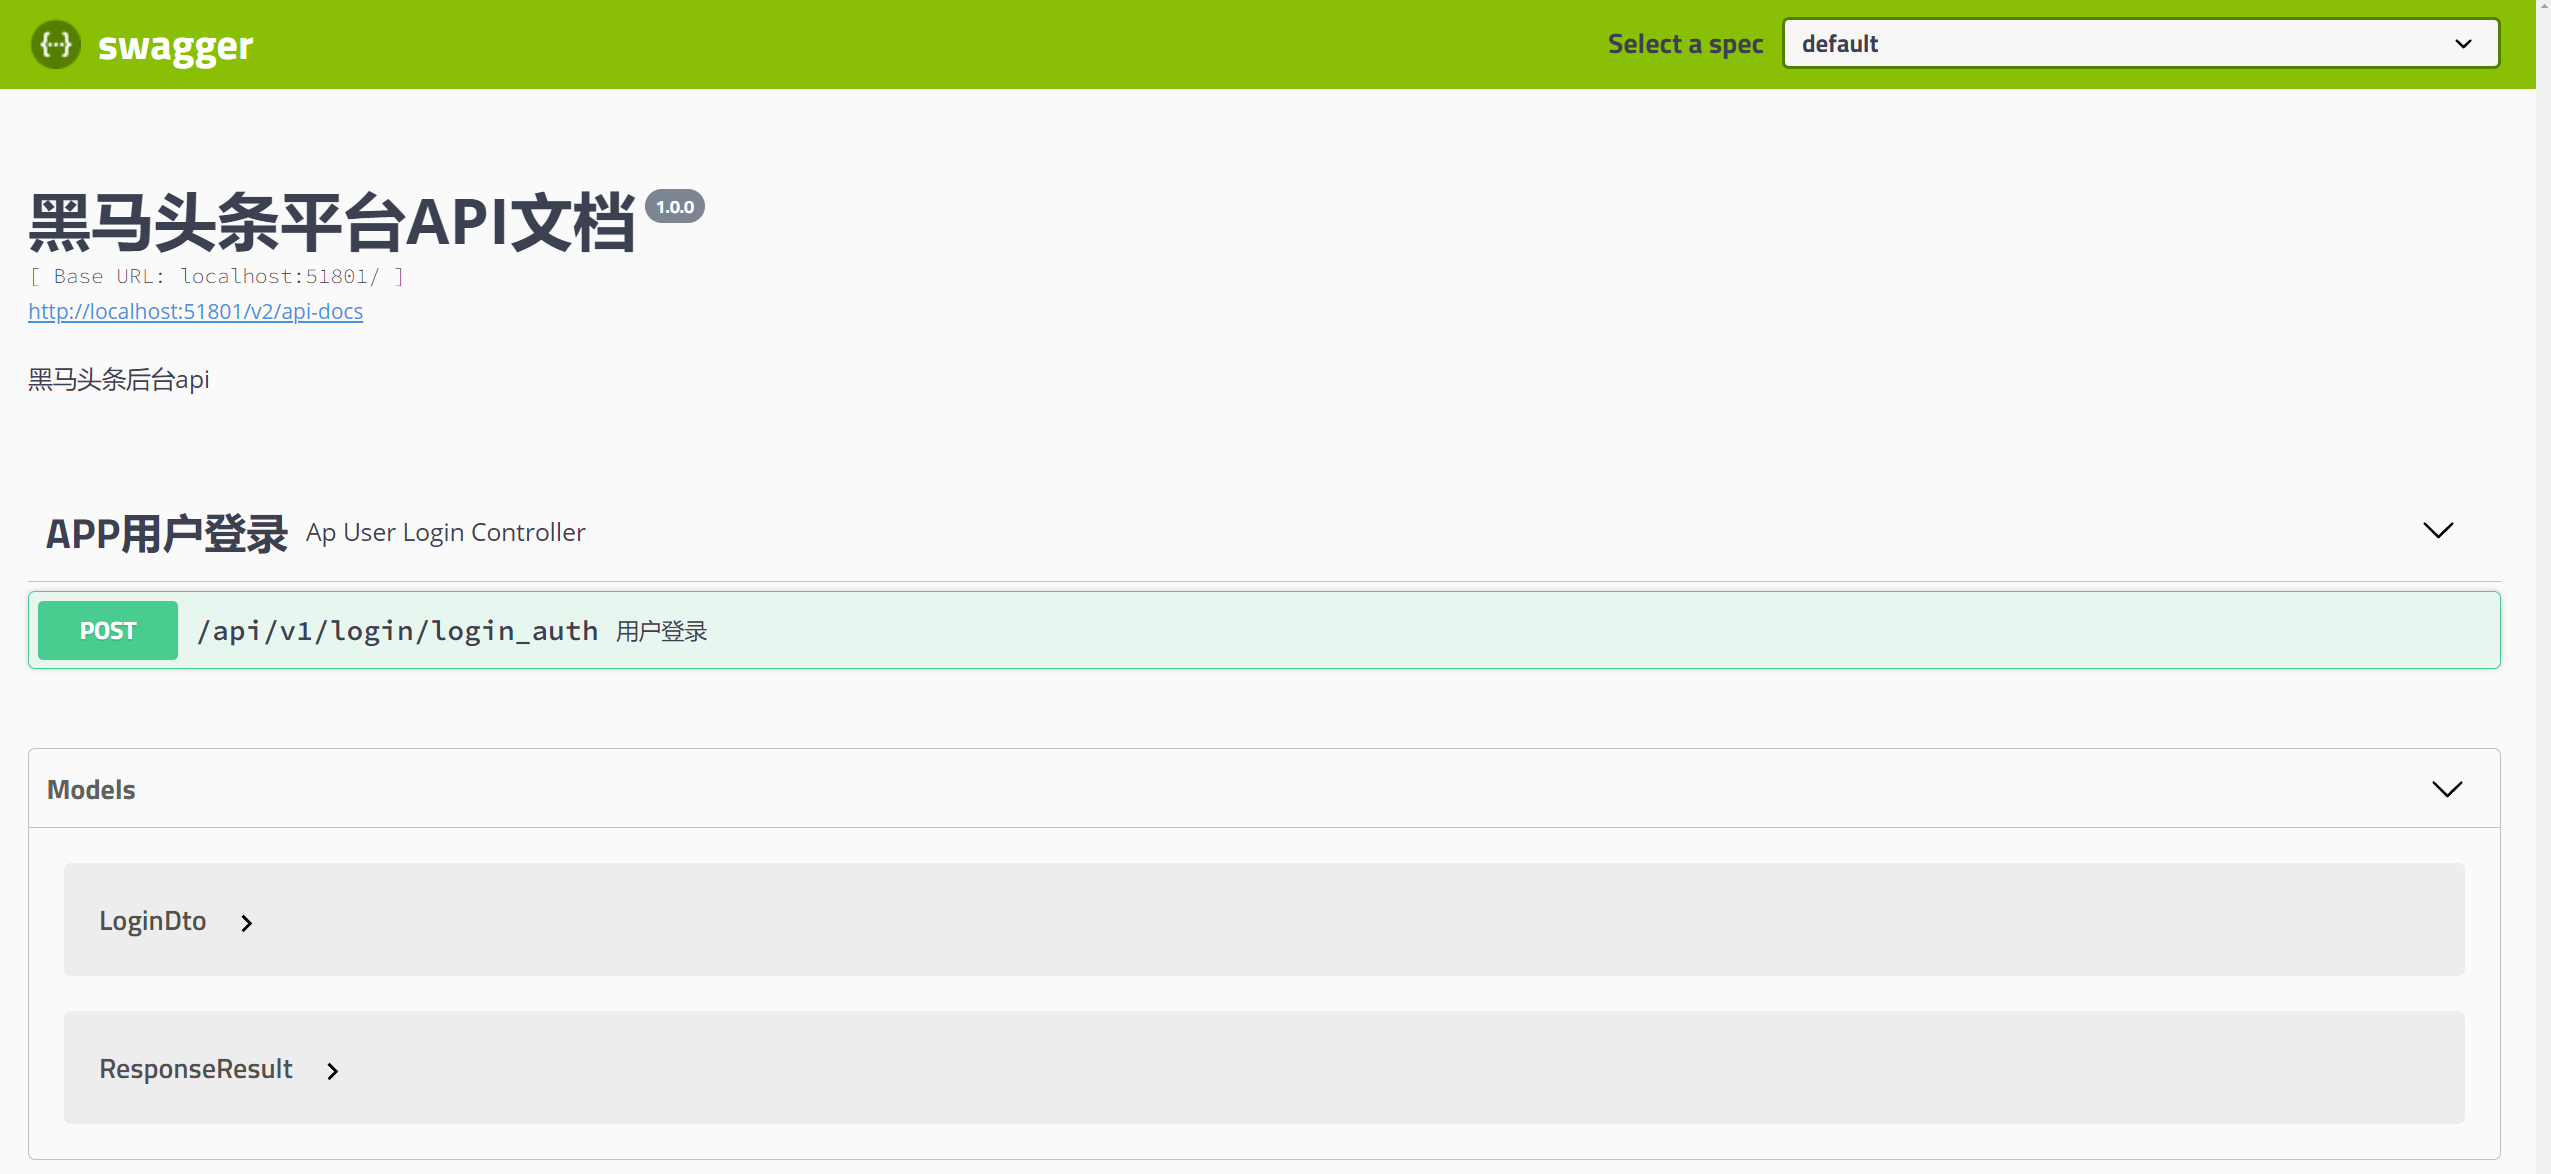 swagger
Select a spec default
黑马头条平台API文档 1.0.0
[ Base URL: localhost:51801/ ]
http://localhost:51801/v2/api-docs
黑马头条后台api
APP用户登录 Ap User Login Controller
POST /api/v1/login/login_auth 用户登录
Models
LoginDto
ResponseResult